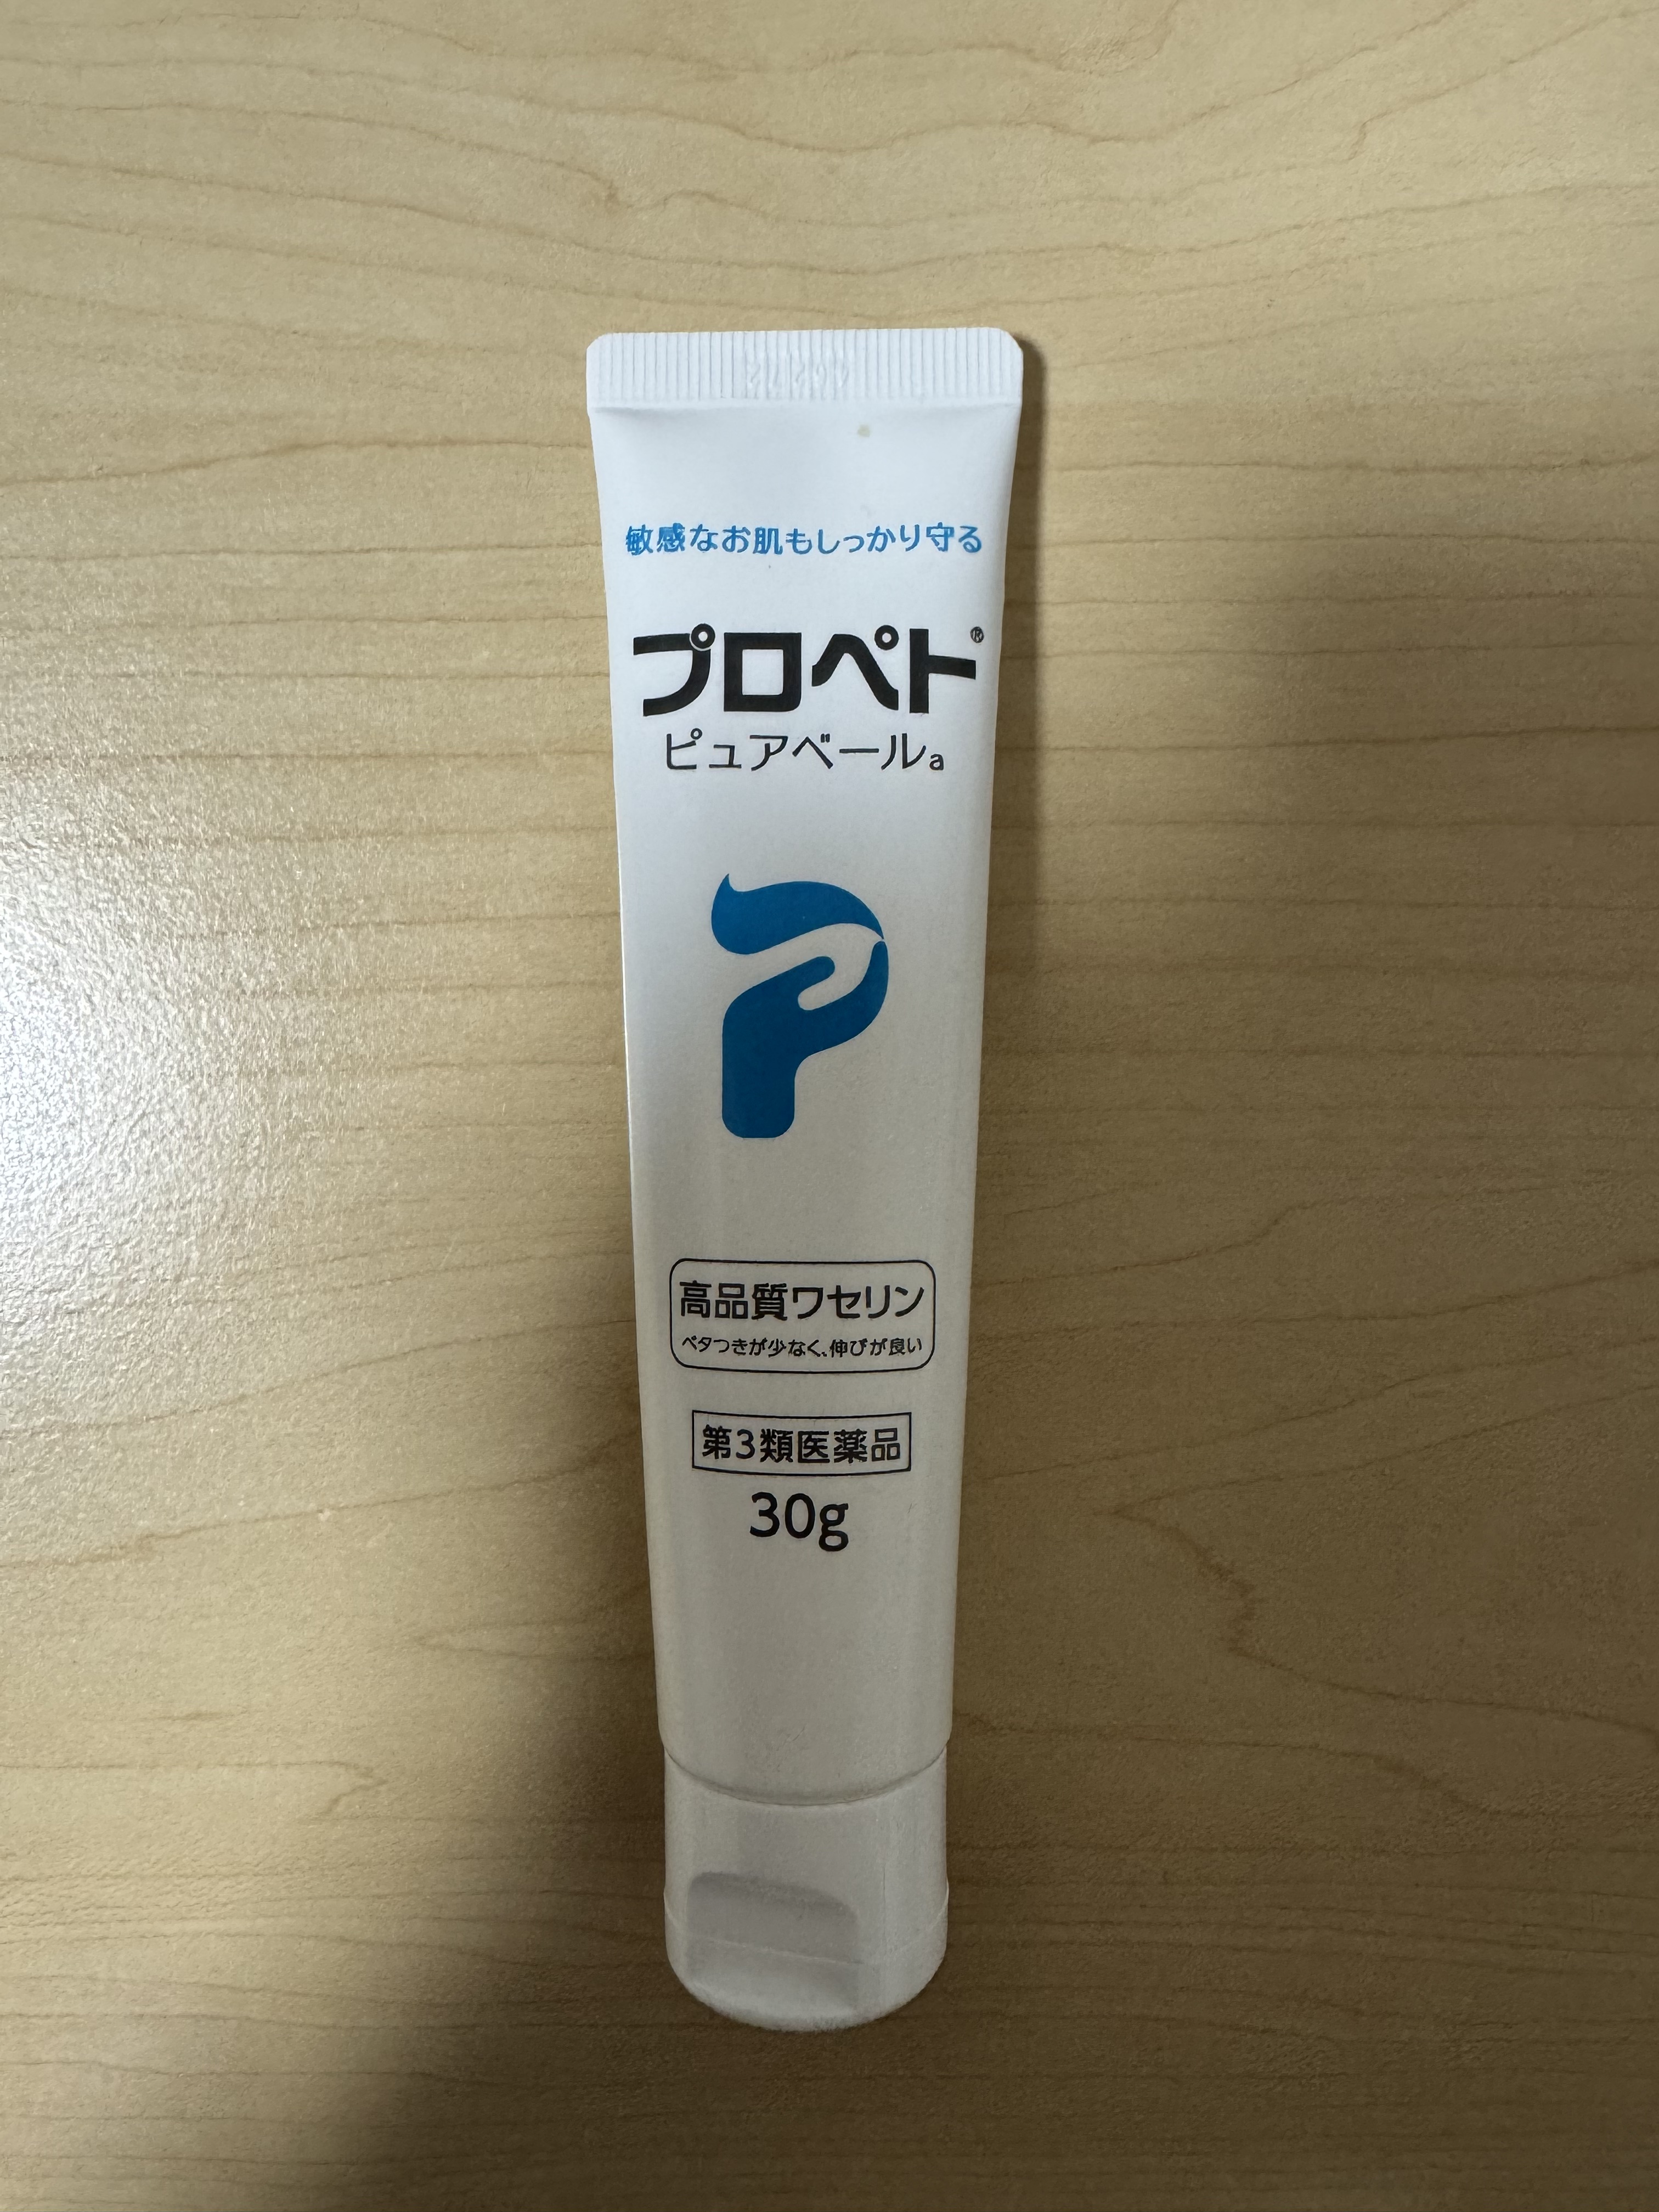 敏感なお肌もしっかり守る
プロペト®
ピュアベールa
高品質ワセリン
ベタつきが少なく、伸びが良い
第3類医薬品
30g